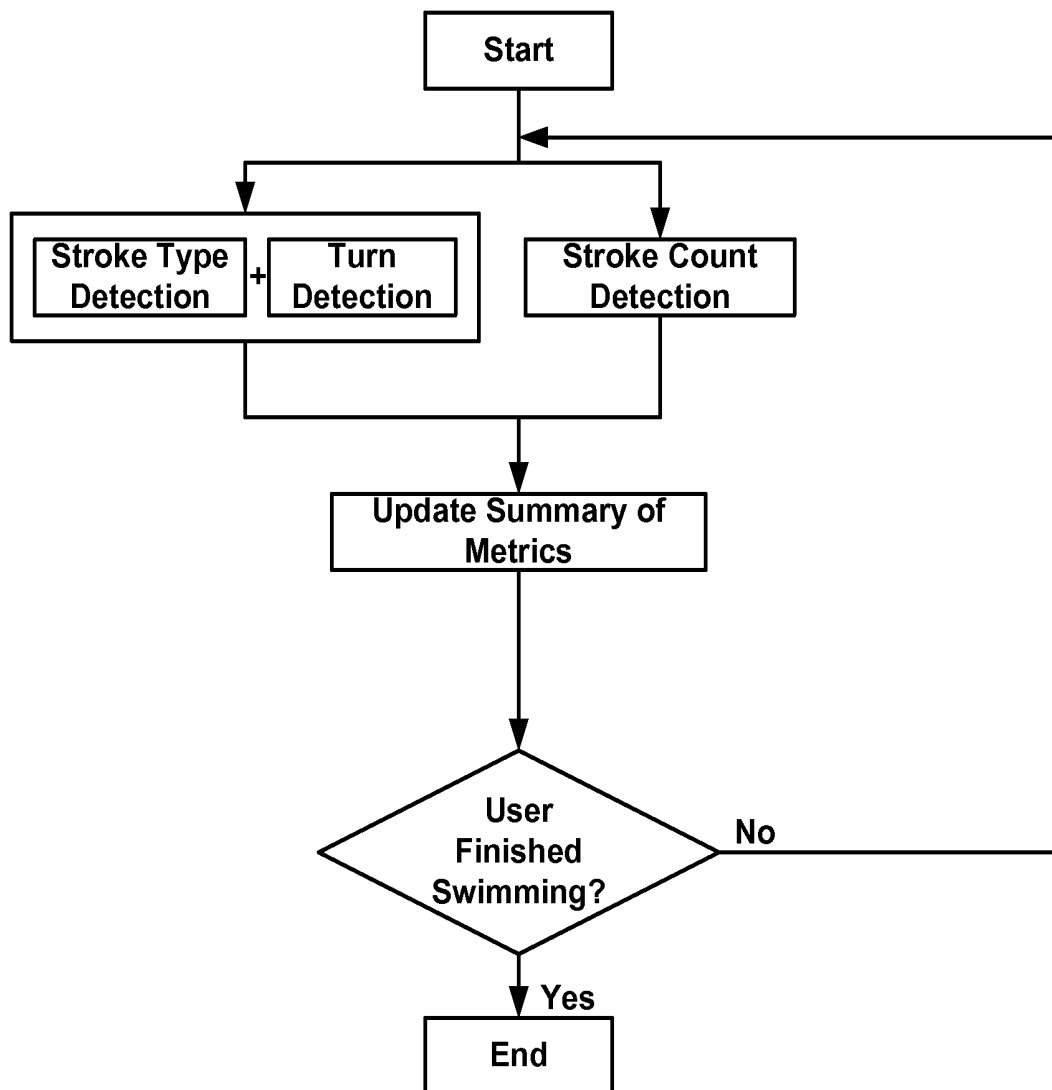 Start
Stroke Type
Detection
+
Turn
Detection
Stroke Count
Detection
Update Summary of
Metrics
User
Finished
Swimming?
No
Yes
End